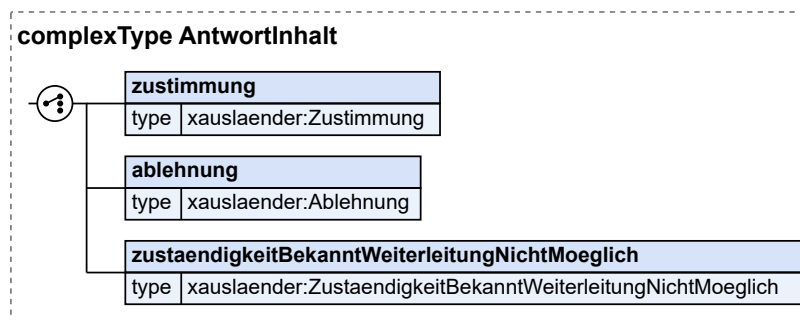 complexType AntwortInhalt
zustimmung
type xauslaender:Zustimmung
ablehnung
type xauslaender:Ablehnung
zustaendigkeitBekanntWeiterleitungNichtMoeglich
type xauslaender:ZustaendigkeitBekanntWeiterleitungNichtMoeglich